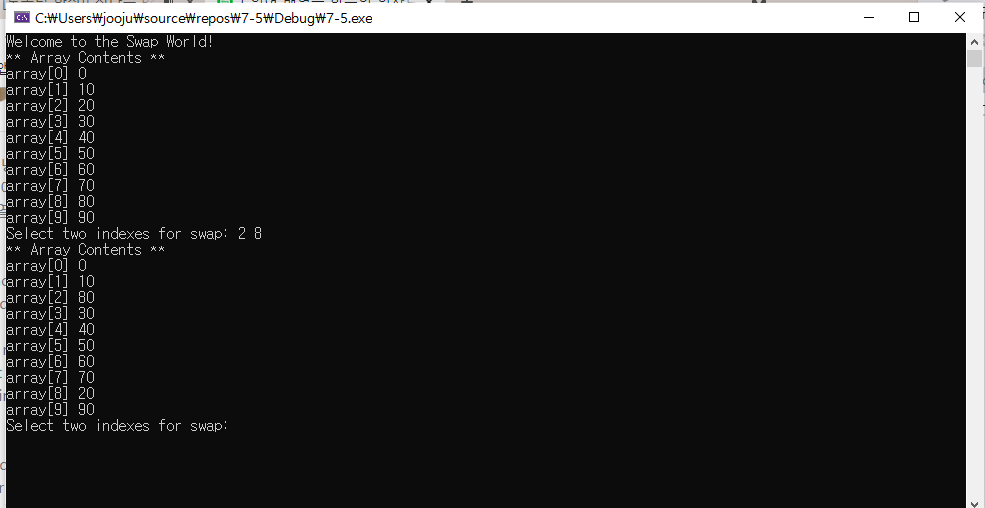 C:\Users\jooju\source\repos\7-5\Debug\7-5.exe
Welcome to the Swap World!
** Array Contents **
array[0] 0
array[1] 10
array[2] 20
array[3] 30
array[4] 40
array[5] 50
array[6] 60
array[7] 70
array[8] 80
array[9] 90
Select two indexes for swap: 2 8
** Array Contents **
array[0] 0
array[1] 10
array[2] 80
array[3] 30
array[4] 40
array[5] 50
array[6] 60
array[7] 70
array[8] 20
array[9] 90
Select two indexes for swap: